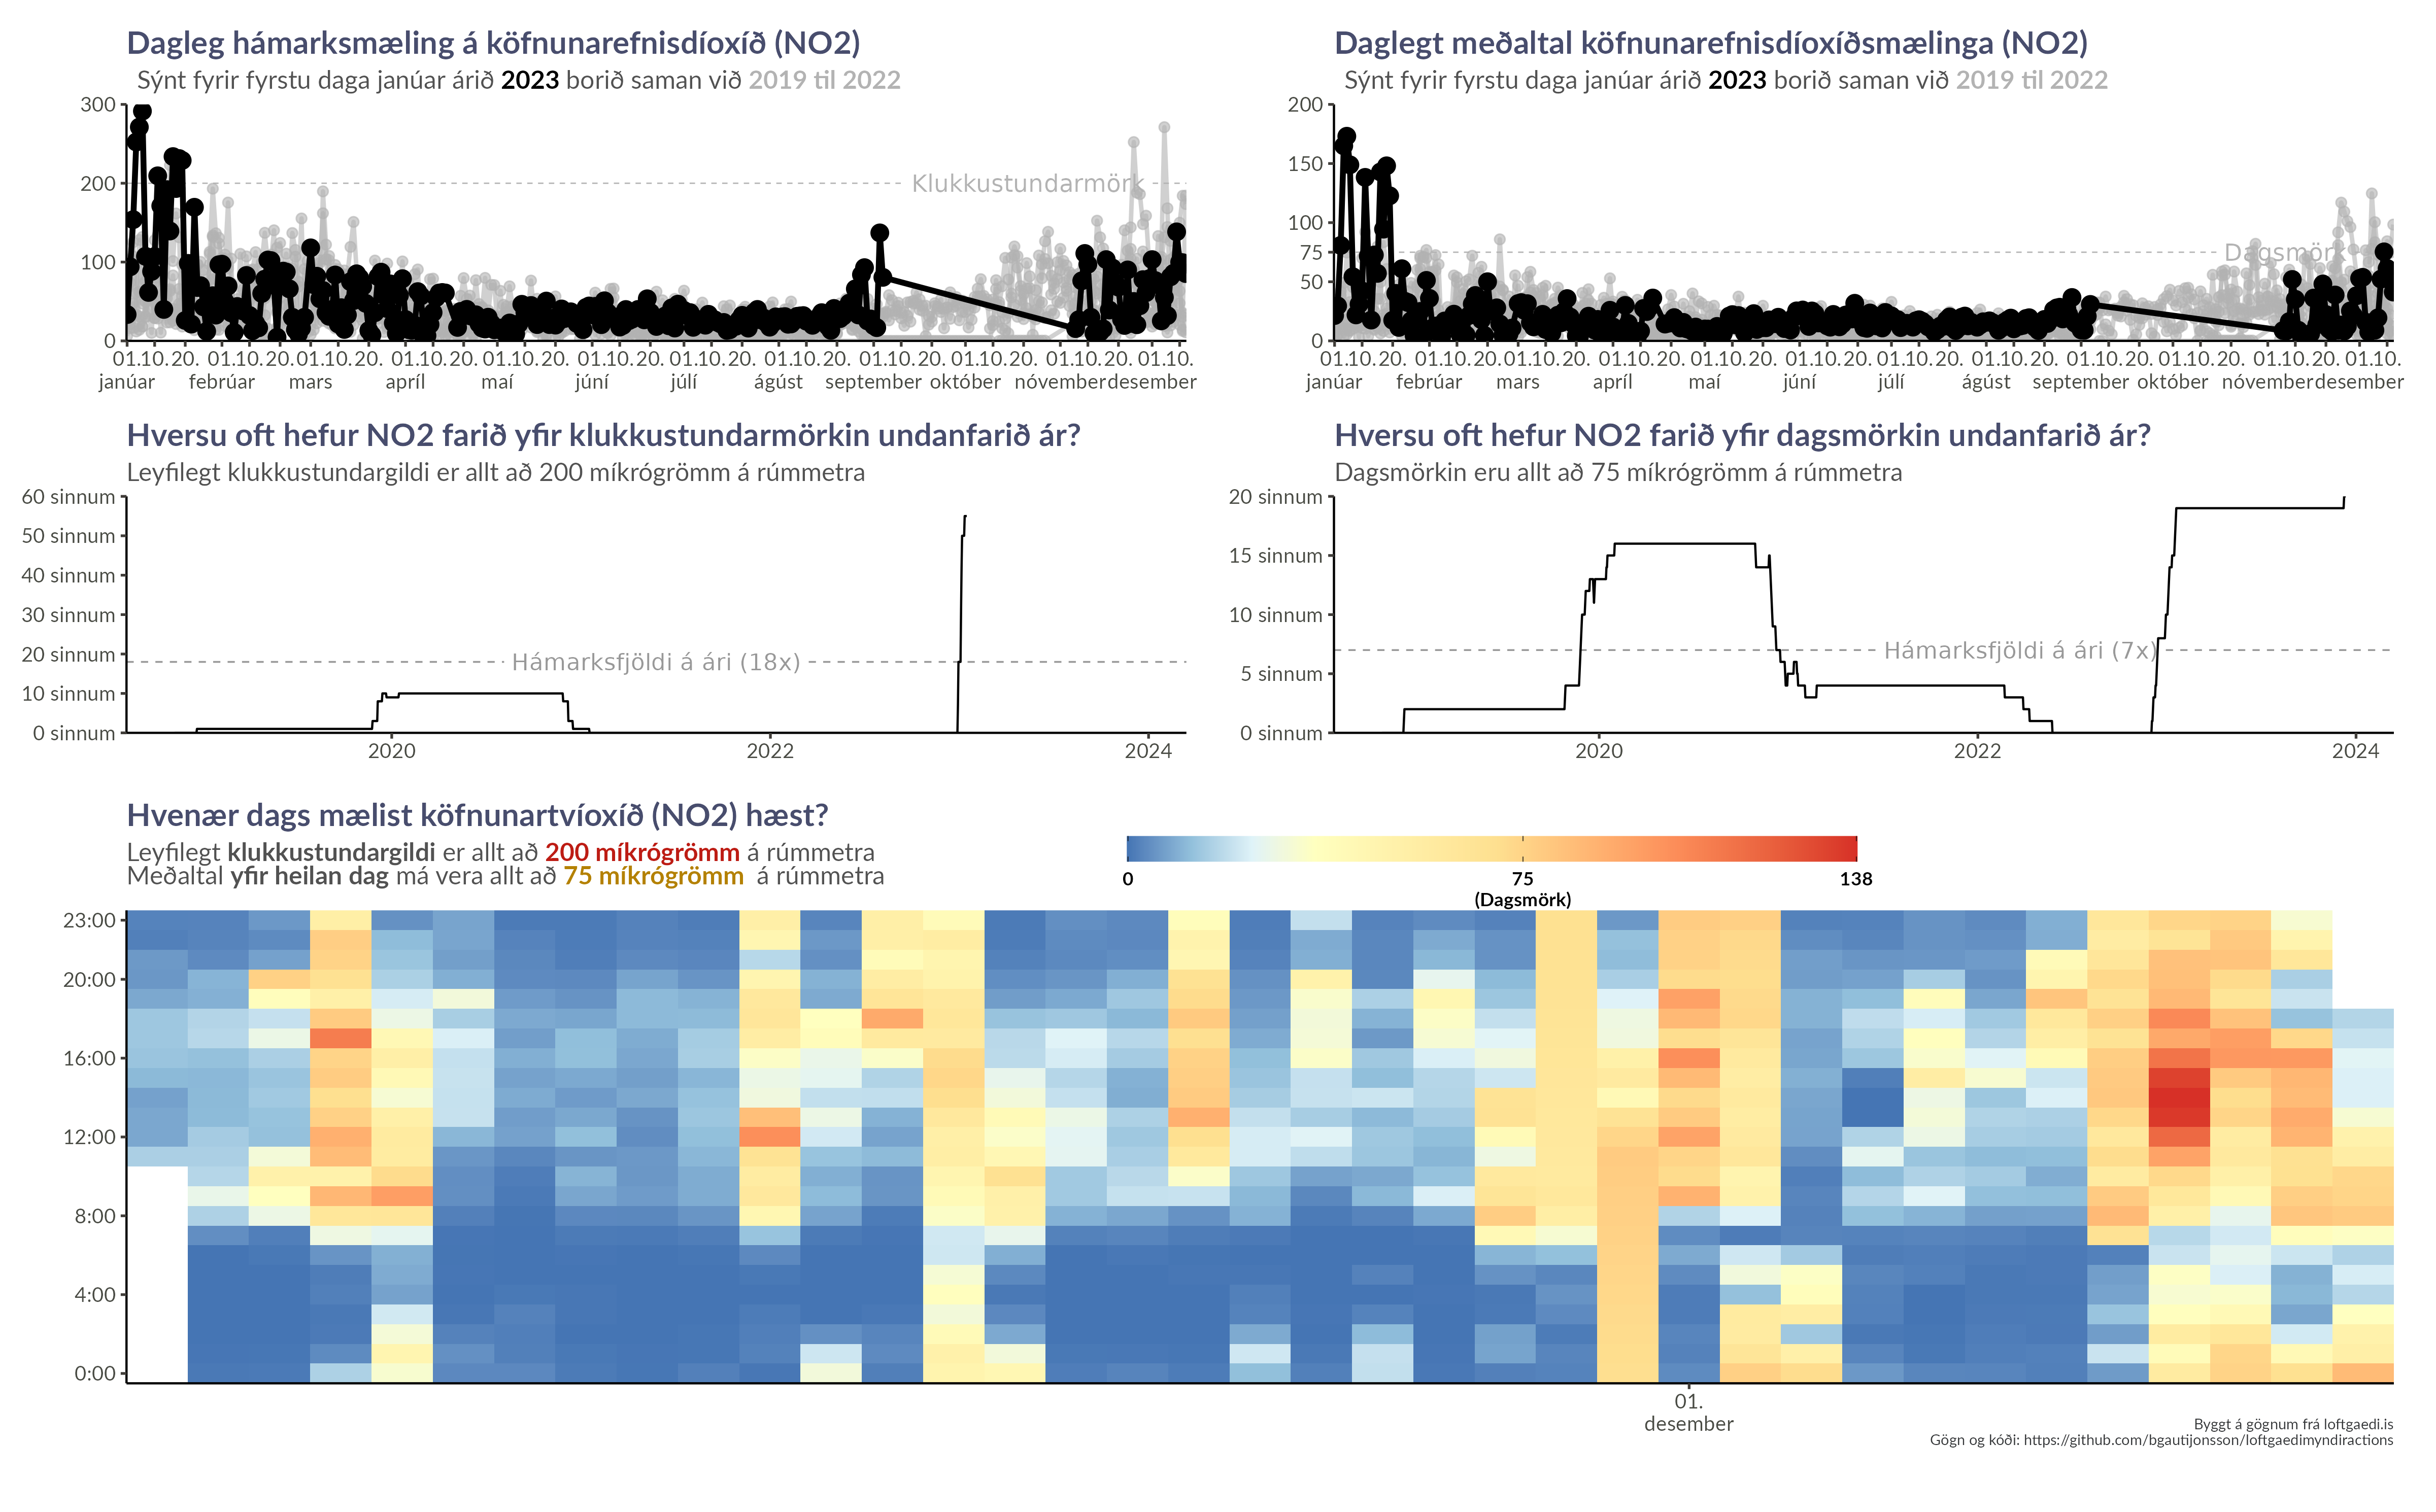 Dagleg hámarksmæling á köfnunarefnisdíoxíð (NO2)
Sýnt fyrir fyrstu daga janúar árið 2023 borið saman við 2019 til 2022
300
200
100
0
Klukkustundarmörk
01.10.20. 01.10.20. 01.10.20. 01.10.20. 01.10.20. 01.10.20. 01.10.20. 01.10.20. 01.10.20. 01.10.20. 01.10.20. 01.10.
janúar febrúar mars apríl maí júní júlí ágúst september október nóvember desember
Daglegt meðaltal köfnunarefnisdíoxíðsmælinga (NO2)
Sýnt fyrir fyrstu daga janúar árið 2023 borið saman við 2019 til 2022
200
150
100
75
50
0
Dagsmörk
01.10.20. 01.10.20. 01.10.20. 01.10.20. 01.10.20. 01.10.20. 01.10.20. 01.10.20. 01.10.20. 01.10.20. 01.10.20. 01.10.
janúar febrúar mars apríl maí júní júlí ágúst september október nóvember desember
Hversu oft hefur NO2 farið yfir klukkustundarmörkin undanfarið ár?
Leyfilegt klukkustundargildi er allt að 200 míkrógrömm á rúmmetra
60 sinnum
50 sinnum
40 sinnum
30 sinnum
20 sinnum
10 sinnum
0 sinnum
Hámarksfjöldi á ári (18x)
2020 2022 2024
Hversu oft hefur NO2 farið yfir dagsmörkin undanfarið ár?
Dagsmörkin eru allt að 75 míkrógrömm á rúmmetra
20 sinnum
15 sinnum
10 sinnum
5 sinnum
0 sinnum
Hámarksfjöldi á ári (7x)
2020 2022 2024
Hvenær dags mælist köfnunartvíoxíð (NO2) hæst?
Leyfilegt klukkustundargildi er allt að 200 míkrógrömm á rúmmetra
Meðaltal yfir heilan dag má vera allt að 75 míkrógrömm á rúmmetra
0 75 138
(Dagsmörk)
23:00
20:00
16:00
12:00
8:00
4:00
0:00
01.
desember
Byggt á gögnum frá loftgaedi.is
Gögn og kóði: https://github.com/bgautijonsson/loftgaedimyndiractions